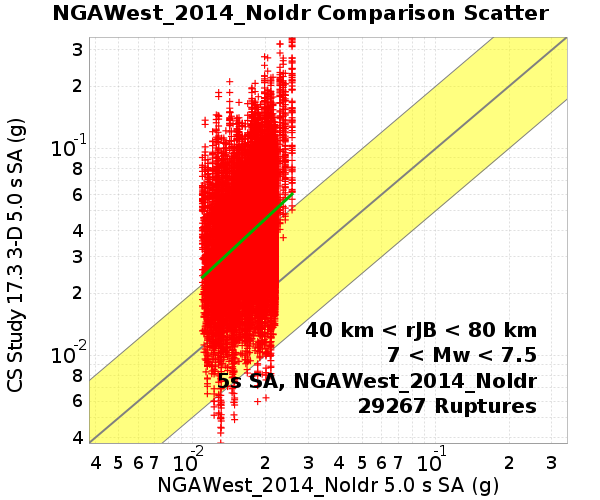 NGAWest_2014_NoIdr Comparison Scatter
CS Study 17.3 3-D 5.0 s SA (g)
3
2
10-1
8
6
4
3
2
10-2
8
6
4
40 km < rJB < 80 km
7 < Mw < 7.5
5s SA, NGAWest_2014_NoIdr
29267 Ruptures
4 5 6 7 10-2 2 3 4 5 6 7 10-1 2 3
NGAWest_2014_NoIdr 5.0 s SA (g)